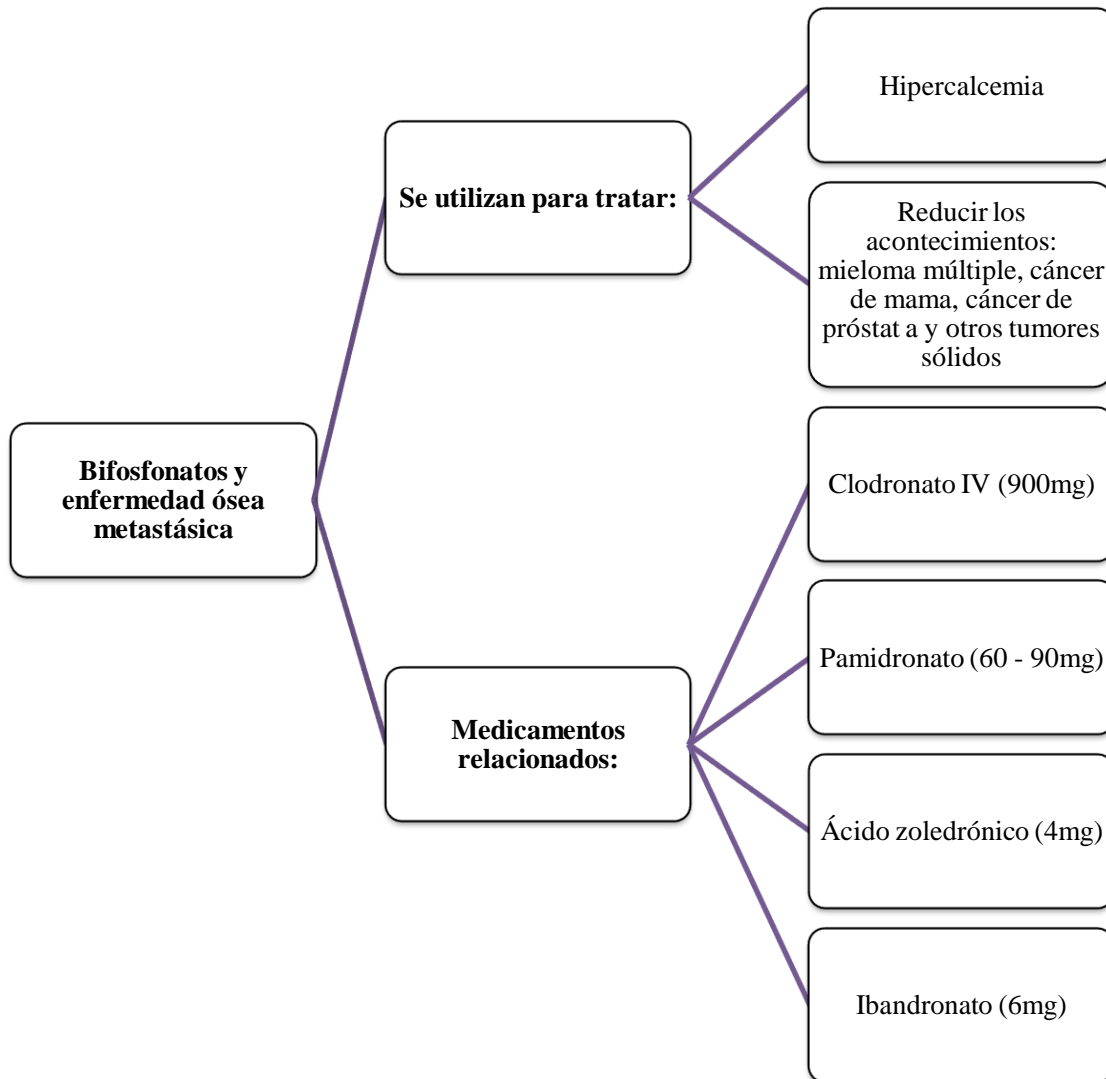 Bifosfonatos y
enfermedad ósea
metastásica
Se utilizan para tratar:
Hipercalcemia
Reducir los
acontecimientos:
mieloma múltiple, cáncer
de mama, cáncer de
próstat a y otros tumores
sólidos
Medicamentos
relacionados:
Clodronato IV (900mg)
Pamidronato (60 - 90mg)
Ácido zoledrónico (4mg)
Ibandronato (6mg)